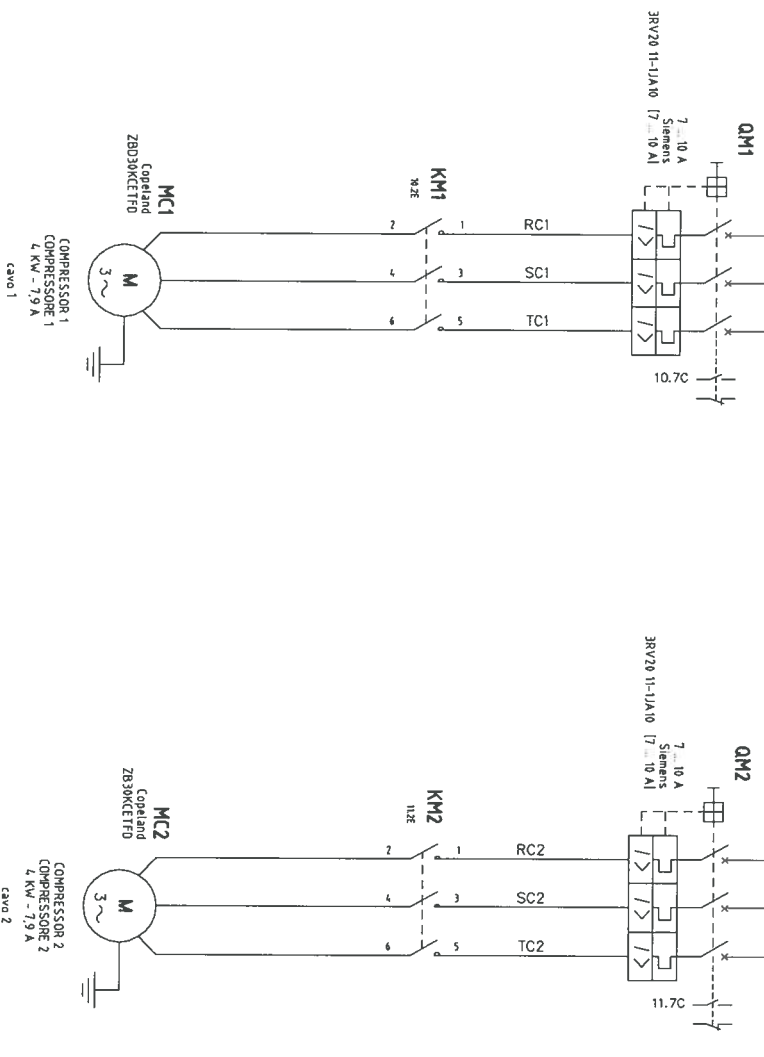 QM1
7 ... 10 A
Siemens
3RV20 11-1JA10 [7 ... 10 A]
10.7C
RC1
SC1
TC1
KM1
10.2E
1
2
3
4
5
6
MC1
Copeland
ZBD30KCETFD
M
3~
COMPRESSOR 1
COMPRESSORE 1
4 KW - 7,9 A
cavo 1
QM2
7 ... 10 A
Siemens
3RV20 11-1JA10 [7 ... 10 A]
11.7C
RC2
SC2
TC2
KM2
11.2E
1
2
3
4
5
6
MC2
Copeland
ZB30KCETFD
M
3~
COMPRESSOR 2
COMPRESSORE 2
4 KW - 7,9 A
cavo 2